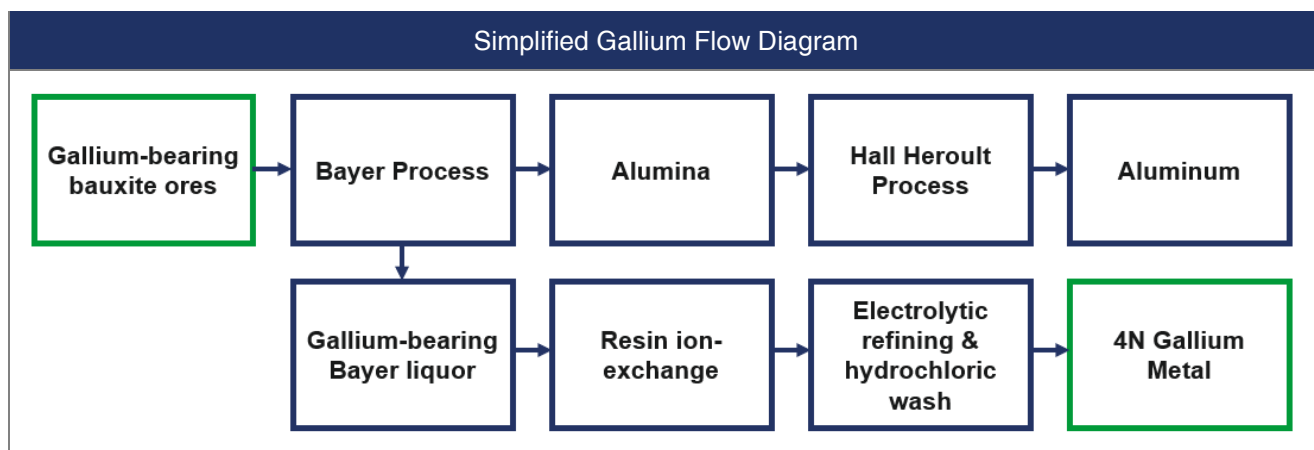 Simplified Gallium Flow Diagram
Gallium-bearing
bauxite ores
Bayer Process
Alumina
Hall Heroult
Process
Aluminum
Gallium-bearing
Bayer liquor
Resin ion-
exchange
Electrolytic
refining &
hydrochloric
wash
4N Gallium
Metal